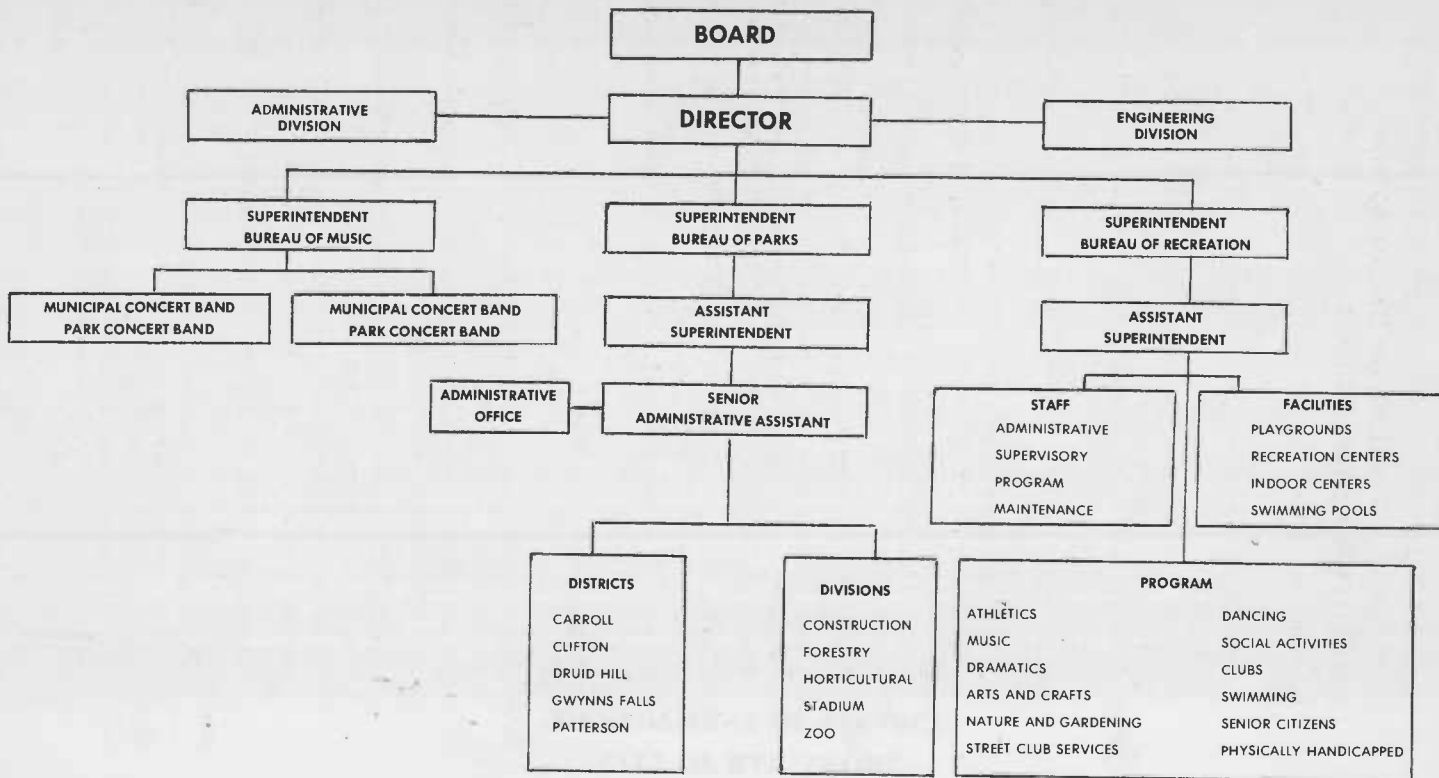 BOARD
DIRECTOR
ADMINISTRATIVE
DIVISION
ENGINEERING
DIVISION
SUPERINTENDENT
BUREAU OF MUSIC
SUPERINTENDENT
BUREAU OF PARKS
SUPERINTENDENT
BUREAU OF RECREATION
MUNICIPAL CONCERT BAND
PARK CONCERT BAND
MUNICIPAL CONCERT BAND
PARK CONCERT BAND
ASSISTANT
SUPERINTENDENT
ASSISTANT
SUPERINTENDENT
ADMINISTRATIVE
OFFICE
SENIOR
ADMINISTRATIVE ASSISTANT
STAFF
ADMINISTRATIVE
SUPERVISORY
PROGRAM
MAINTENANCE
FACILITIES
PLAYGROUNDS
RECREATION CENTERS
INDOOR CENTERS
SWIMMING POOLS
DISTRICTS
CARROLL
CLIFTON
DRUID HILL
GWYNNS FALLS
PATTERSON
DIVISIONS
CONSTRUCTION
FORESTRY
HORTICULTURAL
STADIUM
ZOO
PROGRAM
ATHLETICS
MUSIC
DRAMATICS
ARTS AND CRAFTS
NATURE AND GARDENING
STREET CLUB SERVICES
DANCING
SOCIAL ACTIVITIES
CLUBS
SWIMMING
SENIOR CITIZENS
PHYSICALLY HANDICAPPED